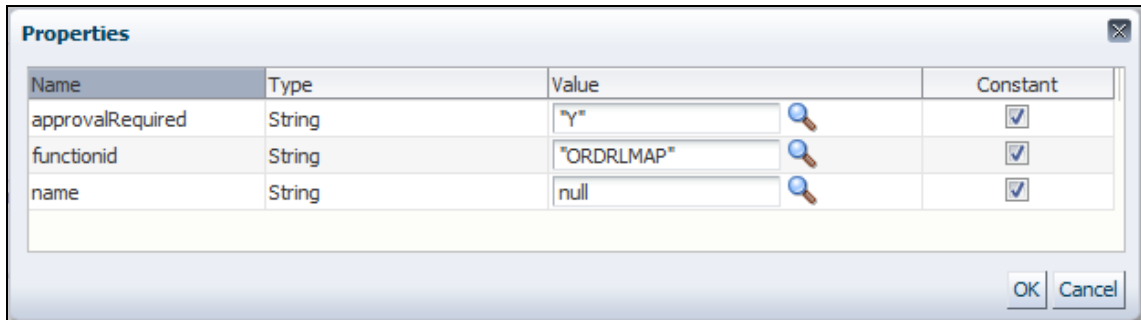 Properties
Name Type Value Constant
approvalRequired String "Y"
functionid String "ORDRLMAP"
name String null
OK Cancel